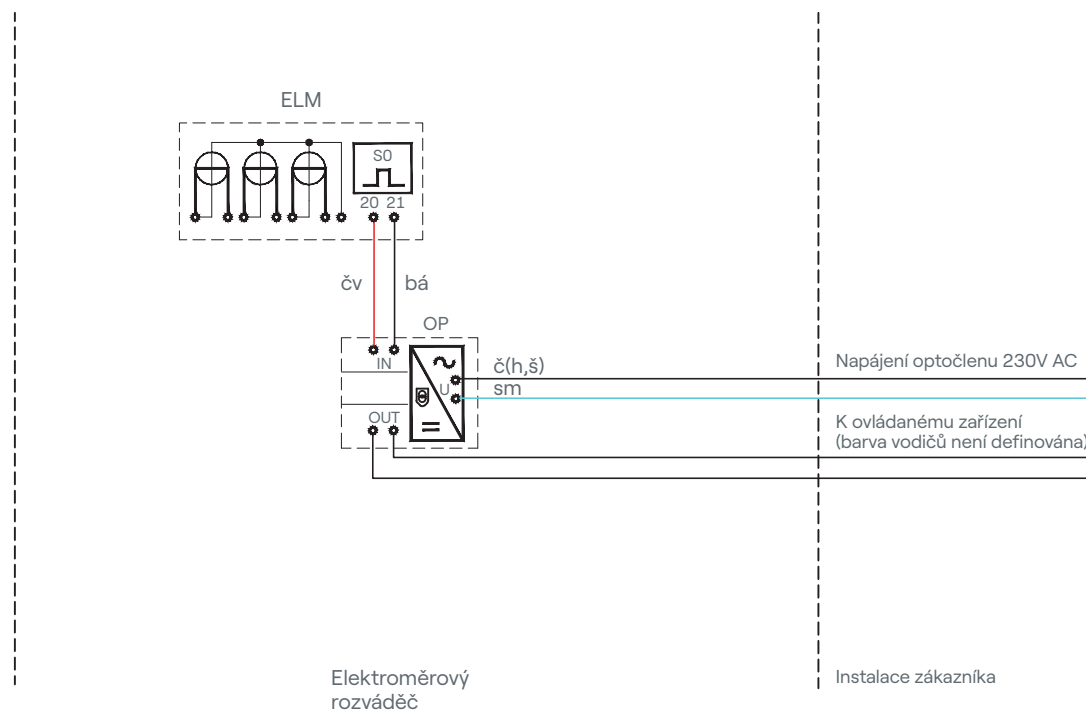 ELM
S0
20 21
čv
bá
OP
IN
U
OUT
č(h,š)
sm
Napájení optočlenu 230V AC
K ovládanému zařízení
(barva vodičů není definována)
Elektroměrový
rozváděč
Instalace zákazníka